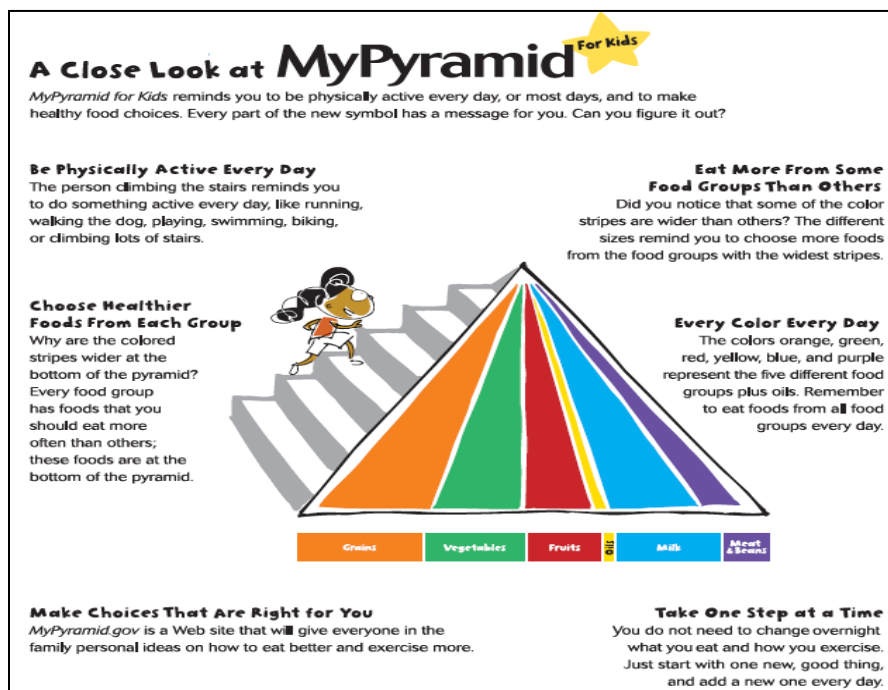 A Close Look at MyPyramid For Kids
MyPyramid for Kids reminds you to be physically active every day, or most days, and to make
healthy food choices. Every part of the new symbol has a message for you. Can you figure it out?
Be Physically Active Every Day
The person climbing the stairs reminds you
to do something active every day, like running,
walking the dog, playing, swimming, biking,
or climbing lots of stairs.
Eat More From Some
Food Groups Than Others
Did you notice that some of the color
stripes are wider than others? The different
sizes remind you to choose more foods
from the food groups with the widest stripes.
Choose Healthier
Foods From Each Group
Why are the colored
stripes wider at the
bottom of the pyramid?
Every food group
has foods that you
should eat more
often than others;
these foods are at the
bottom of the pyramid.
Every Color Every Day
The colors orange, green,
red, yellow, blue, and purple
represent the five different food
groups plus oils. Remember
to eat foods from all food
groups every day.
Grains
Vegetables
Fruits
Oils
Milk
Meat
& Beans
Make Choices That Are Right for You
MyPyramid.gov is a Web site that will give everyone in the
family personal ideas on how to eat better and exercise more.
Take One Step at a Time
You do not need to change overnight
what you eat and how you exercise.
Just start with one new, good thing,
and add a new one every day.